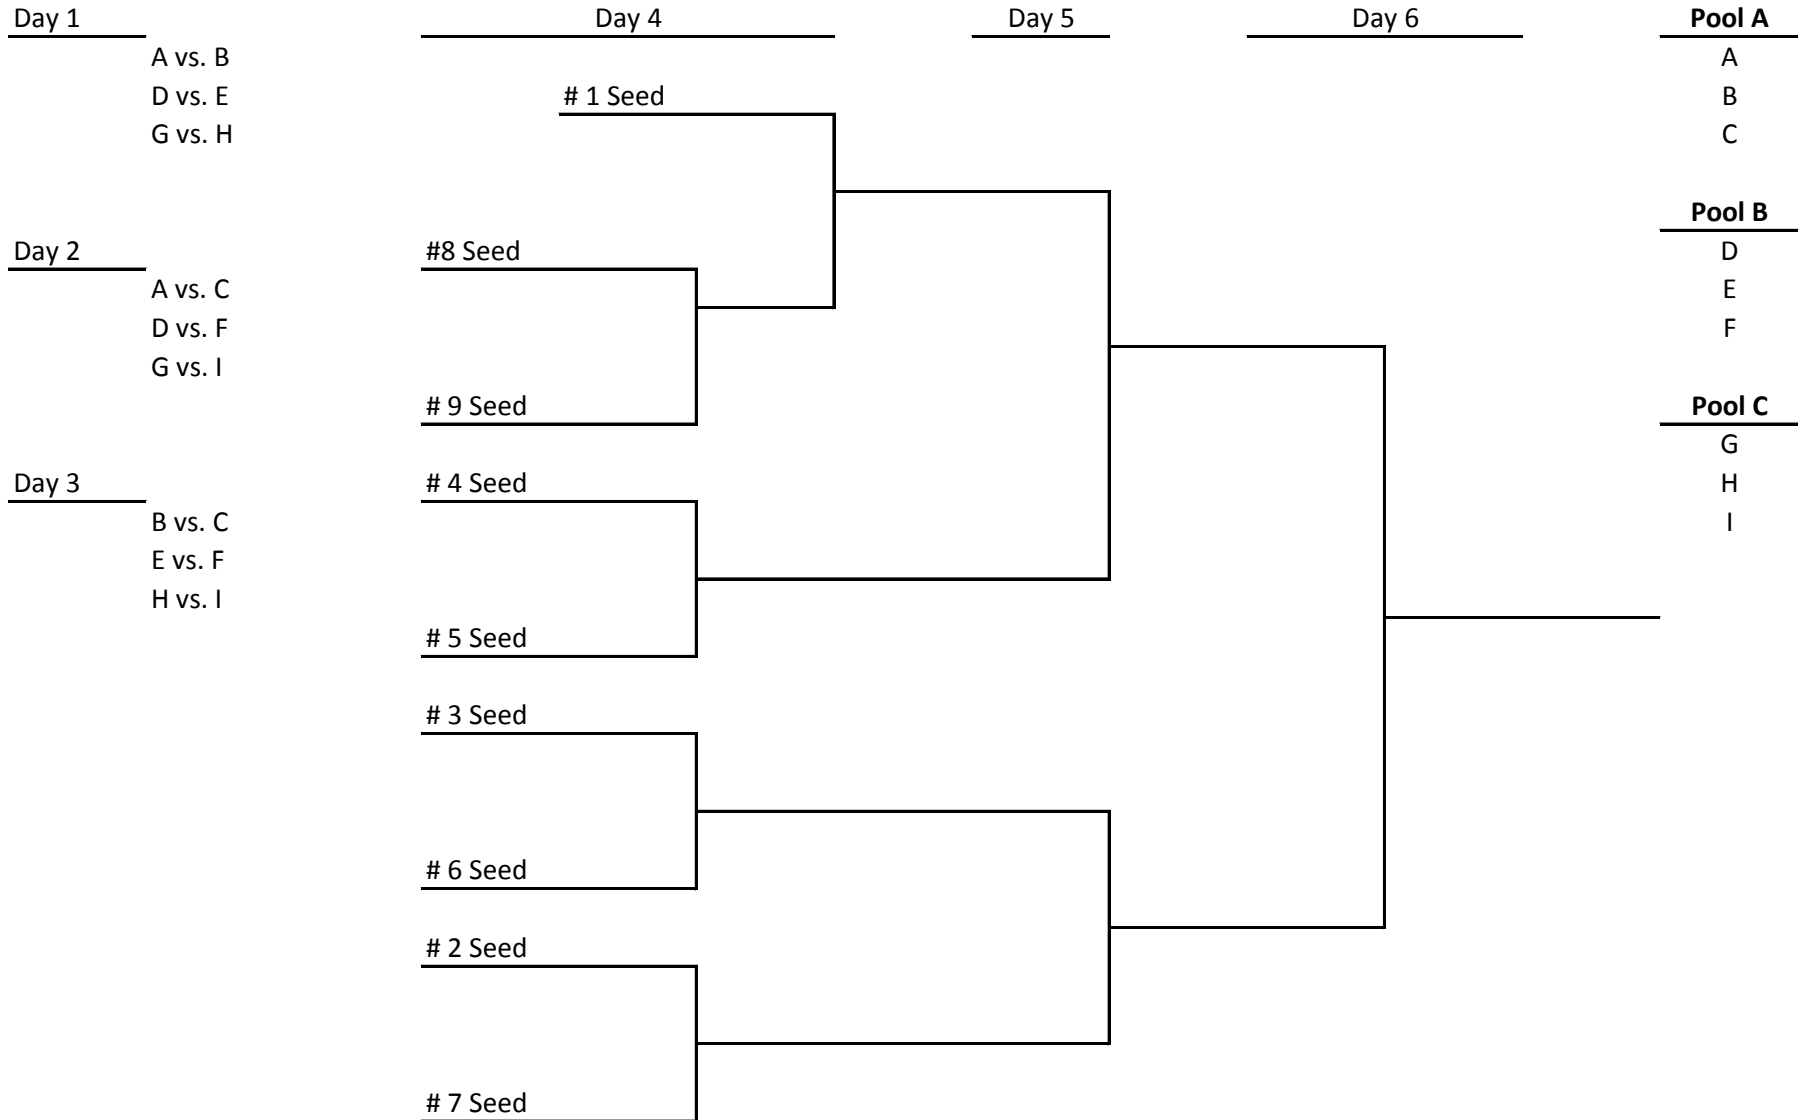 Day 1
A vs. B
D vs. E
G vs. H
Day 2
A vs. C
D vs. F
G vs. I
Day 3
B vs. C
E vs. F
H vs. I
Day 4
# 1 Seed
#8 Seed
# 9 Seed
# 4 Seed
# 5 Seed
# 3 Seed
# 6 Seed
# 2 Seed
# 7 Seed
Day 5
Day 6
Pool A
A
B
C
Pool B
D
E
F
Pool C
G
H
I